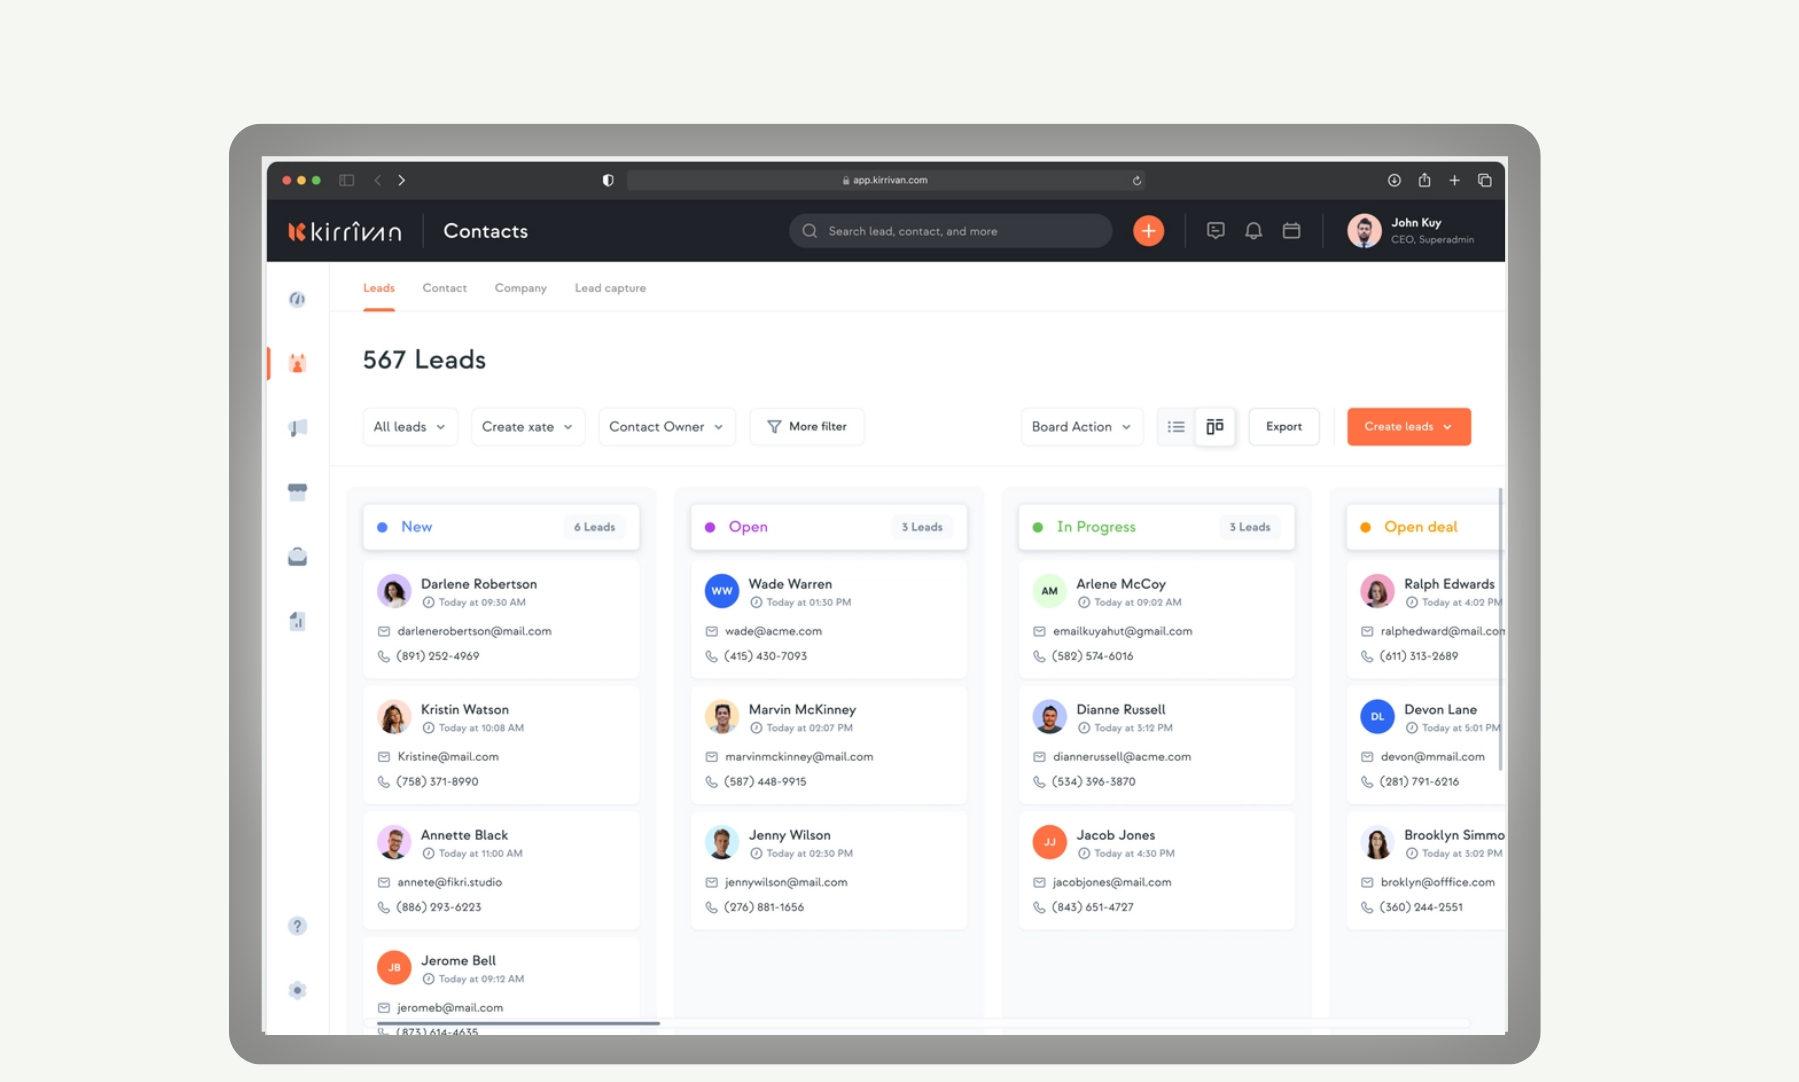 app.kirrivan.com
kirrîvan
Contacts
Search lead, contact, and more
John Kuy
CEO, Superadmin
Leads Contact Company Lead capture
567 Leads
All leads Create xate Contact Owner More filter Board Action Export Create leads
New 6 Leads
Darlene Robertson
Today at 09:30 AM
darlenerobertson@mail.com
(891) 252-4969
Kristin Watson
Today at 10:08 AM
Kristine@mail.com
(758) 371-8990
Annette Black
Today at 11:00 AM
annete@fikri.studio
(886) 293-6223
JB
Jerome Bell
Today at 09:12 AM
jeromeb@mail.com
(873) 614-4635
Open 3 Leads
WW
Wade Warren
Today at 01:30 PM
wade@acme.com
(415) 430-7093
Marvin McKinney
Today at 02:07 PM
marvinmckinney@mail.com
(587) 448-9915
Jenny Wilson
Today at 02:30 PM
jennywilson@mail.com
(276) 881-1656
In Progress 3 Leads
AM
Arlene McCoy
Today at 09:02 AM
emailkuyahut@gmail.com
(582) 574-6016
Dianne Russell
Today at 3:12 PM
diannerussell@acme.com
(534) 396-3870
JJ
Jacob Jones
Today at 4:30 PM
jacobjones@mail.com
(843) 651-4727
Open deal
Ralph Edwards
Today at 4:02 PM
ralphedward@mail.com
(611) 313-2689
DL
Devon Lane
Today at 5:01 PM
devon@mmail.com
(281) 791-6216
Brooklyn Simmo
Today at 3:02 PM
broklyn@offfice.com
(360) 244-2551
?